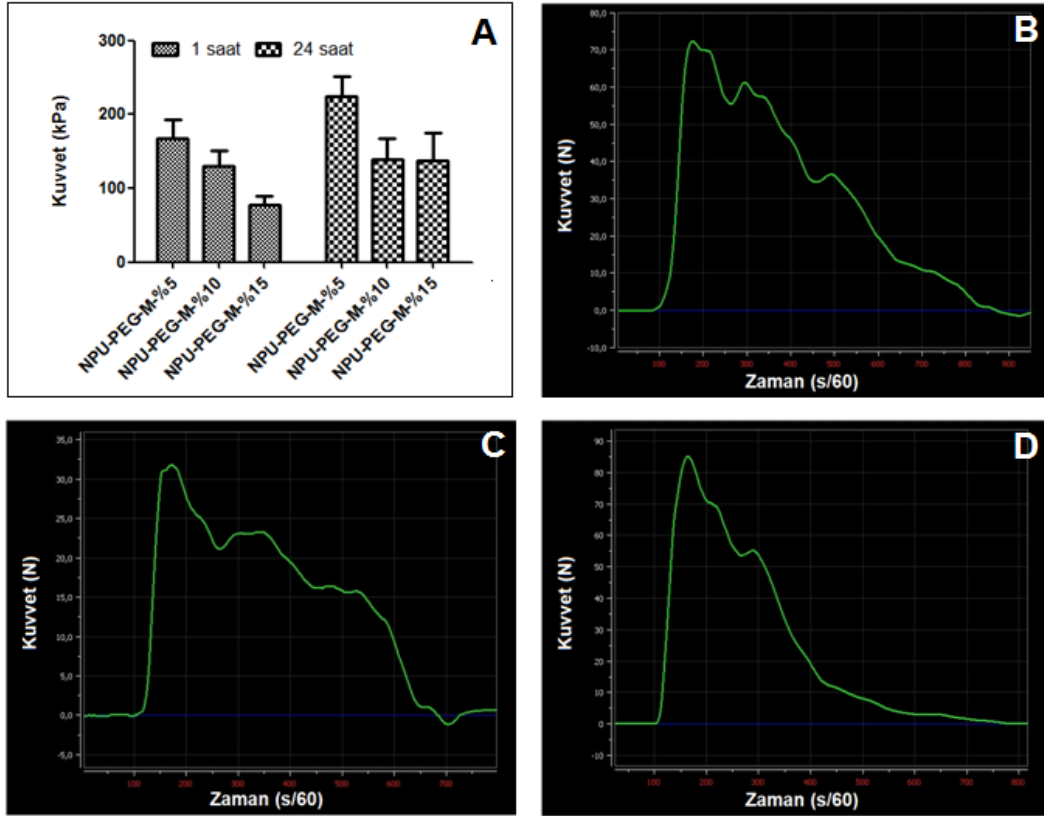 A
1 saat
24 saat
Kuvvet (kPa)
300
200
100
0
NPU-PEG-M-%5
NPU-PEG-M-%10
NPU-PEG-M-%15
NPU-PEG-M-%5
NPU-PEG-M-%10
NPU-PEG-M-%15
B
Kuvvet (N)
80,0
70,0
60,0
50,0
40,0
30,0
20,0
10,0
0,0
-10,0
100 200 300 400 500 600 700 800 900
Zaman (s/60)
C
Kuvvet (N)
35,0
30,0
25,0
20,0
15,0
10,0
5,0
0,0
-5,0
100 200 300 400 500 600 700
Zaman (s/60)
D
Kuvvet (N)
90
80
70
60
50
40
30
20
10
0
-10
100 200 300 400 500 600 700 800
Zaman (s/60)